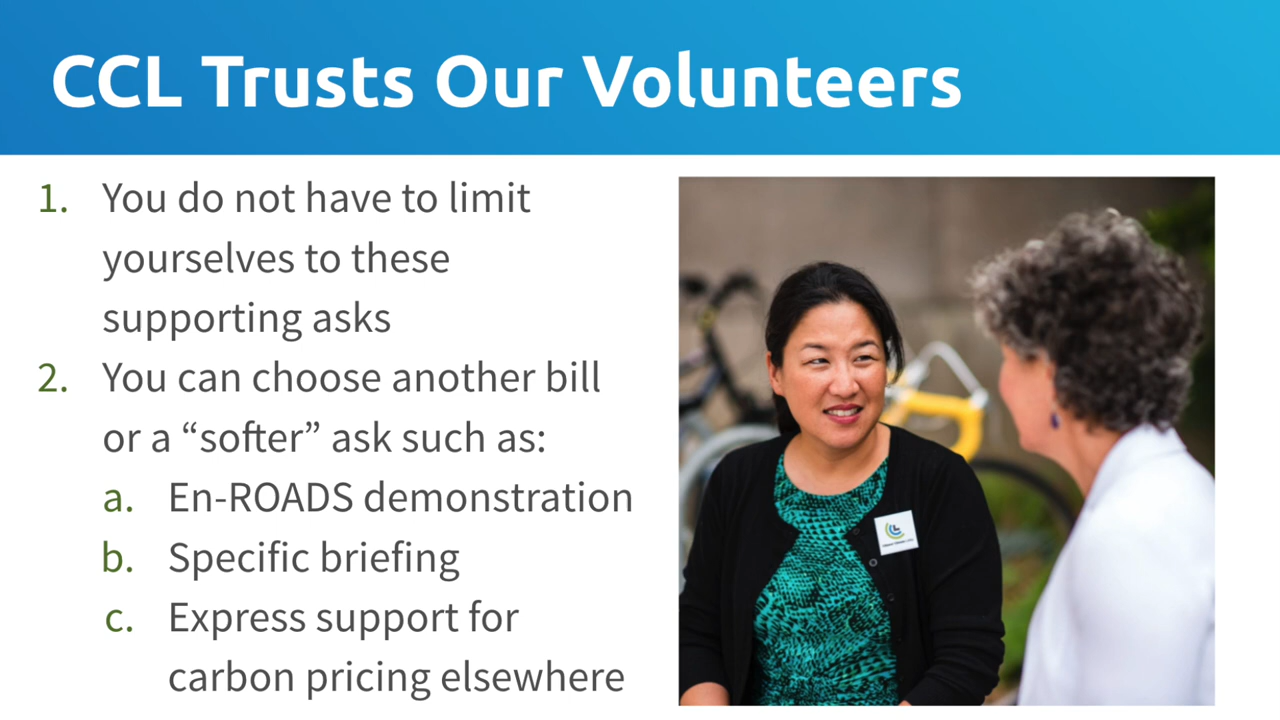 CCL Trusts Our Volunteers
1. You do not have to limit
yourselves to these
supporting asks
2. You can choose another bill
or a “softer” ask such as:
a. En-ROADS demonstration
b. Specific briefing
c. Express support for
carbon pricing elsewhere